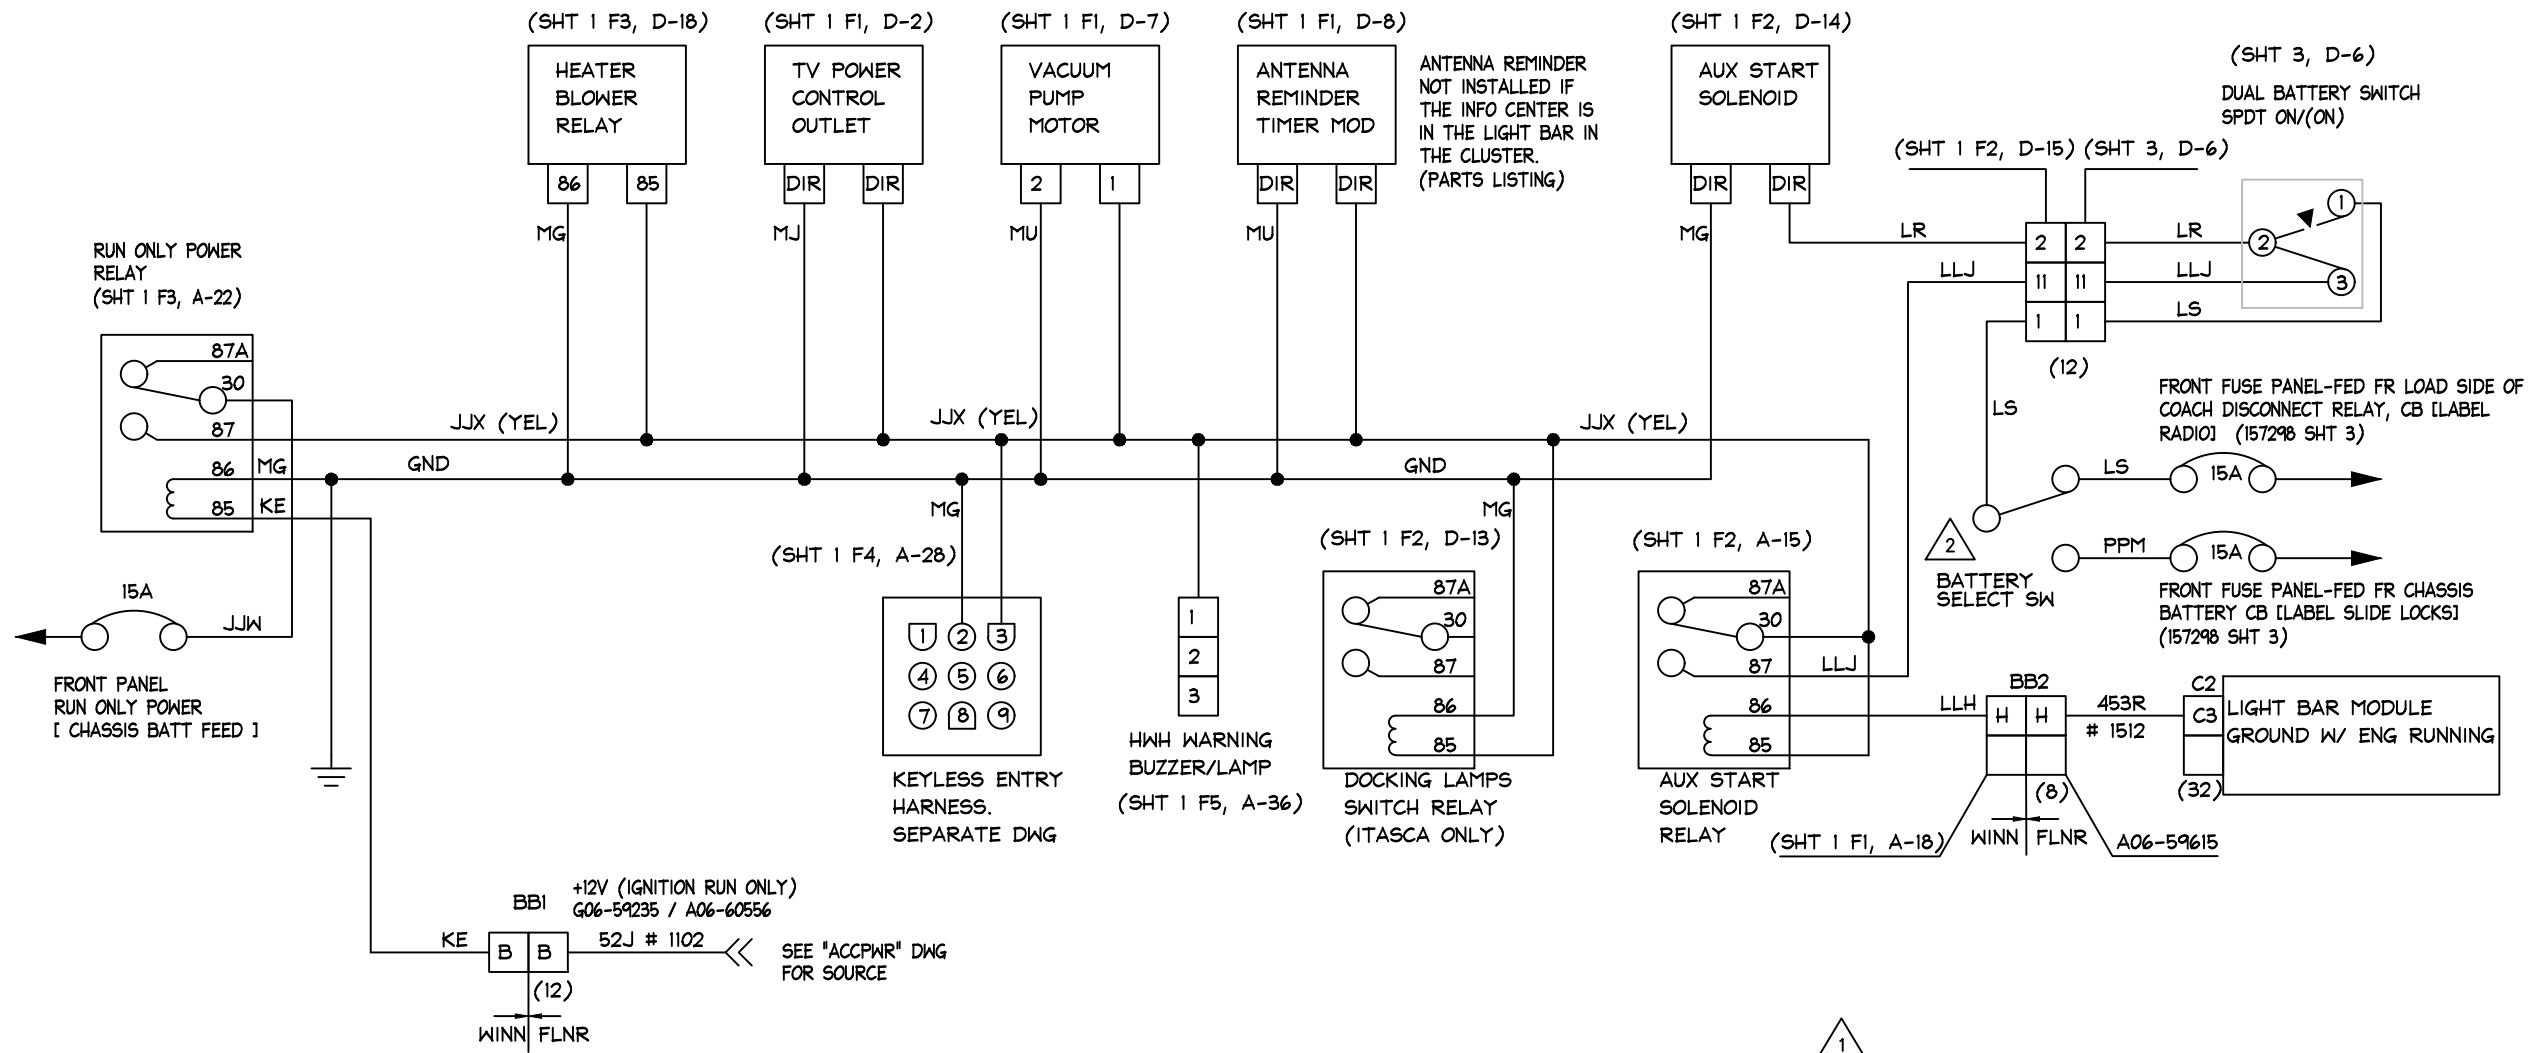 (SHT 1 F3, D-18)
HEATER
BLOWER
RELAY
86
85
MG
(SHT 1 F1, D-2)
TV POWER
CONTROL
OUTLET
DIR
DIR
MJ
(SHT 1 F1, D-7)
VACUUM
PUMP
MOTOR
2
1
MU
(SHT 1 F1, D-8)
ANTENNA
REMINDER
TIMER MOD
DIR
DIR
MU
ANTENNA REMINDER
NOT INSTALLED IF
THE INFO CENTER IS
IN THE LIGHT BAR IN
THE CLUSTER.
(PARTS LISTING)
(SHT 1 F2, D-14)
AUX START
SOLENOID
DIR
DIR
MG
(SHT 3, D-6)
DUAL BATTERY SWITCH
SPDT ON/(ON)
(SHT 1 F2, D-15)
(SHT 3, D-6)
LR
2
2
LR
2
1
LLJ
11
11
LLJ
3
1
1
LS
(12)
LS
RUN ONLY POWER
RELAY
(SHT 1 F3, A-22)
87A
30
87
86
MG
85
KE
JJX (YEL)
JJX (YEL)
JJX (YEL)
GND
GND
15A
JJW
FRONT PANEL
RUN ONLY POWER
[ CHASSIS BATT FEED ]
MG
(SHT 1 F4, A-28)
1
2
3
4
5
6
7
8
9
KEYLESS ENTRY
HARNESS.
SEPARATE DWG
1
2
3
HWH WARNING
BUZZER/LAMP
(SHT 1 F5, A-36)
MG
(SHT 1 F2, D-13)
87A
30
87
86
85
DOCKING LAMPS
SWITCH RELAY
(ITASCA ONLY)
(SHT 1 F2, A-15)
87A
30
87
LLJ
86
85
AUX START
SOLENOID
RELAY
FRONT FUSE PANEL-FED FR LOAD SIDE OF
COACH DISCONNECT RELAY, CB [LABEL
RADIO] (157298 SHT 3)
LS
15A
2
BATTERY
SELECT SW
PPM
15A
FRONT FUSE PANEL-FED FR CHASSIS
BATTERY CB [LABEL SLIDE LOCKS]
(157298 SHT 3)
LLH
BB2
H
H
(8)
453R
# 1512
C2
C3
(32)
LIGHT BAR MODULE
GROUND W/ ENG RUNNING
(SHT 1 F1, A-18)
WINN
FLNR
A06-59615
BB1
+12V (IGNITION RUN ONLY)
G06-59235 / A06-60556
KE
B
B
52J # 1102
SEE "ACCPWR" DWG
FOR SOURCE
(12)
WINN
FLNR
1